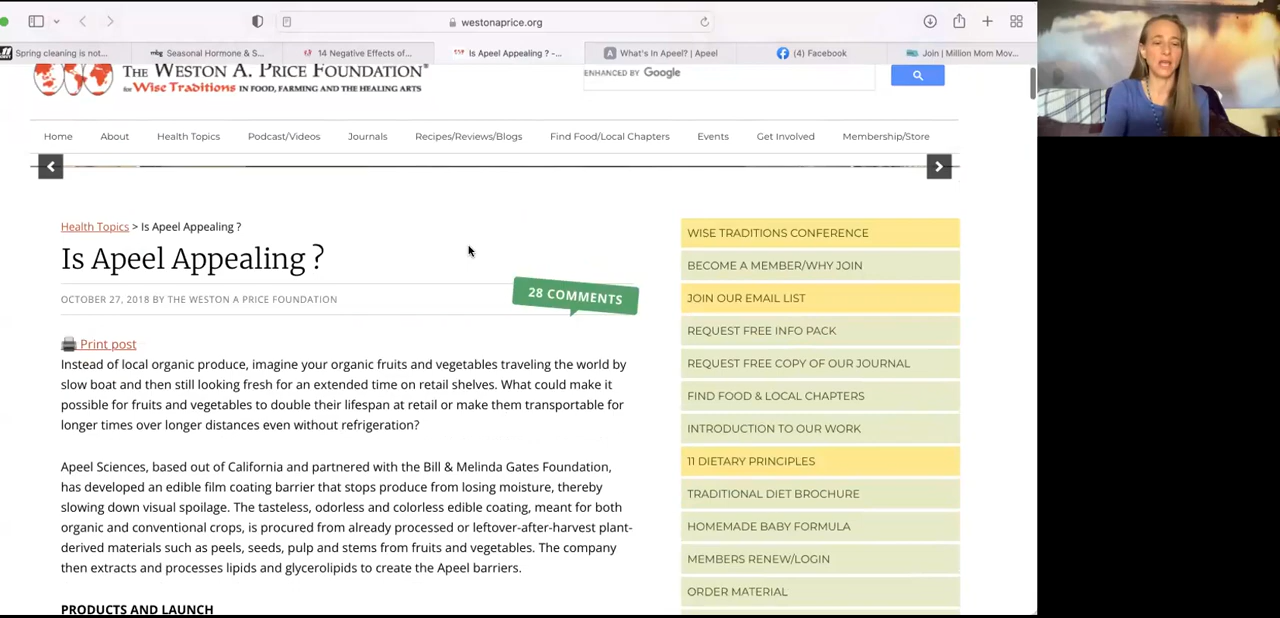 westonaprice.org
Spring cleaning is not...
mbg Seasonal Hormone & S...
14 Negative Effects of...
Is Apeel Appealing ? -...
A What's In Apeel? | Apeel
(4) Facebook
Join | Million Mom Mov...
THE WESTON A. PRICE FOUNDATION
for Wise Traditions IN FOOD, FARMING AND THE HEALING ARTS
ENHANCED BY Google
Home
About
Health Topics
Podcast/Videos
Journals
Recipes/Reviews/Blogs
Find Food/Local Chapters
Events
Get Involved
Membership/Store
Health Topics > Is Apeel Appealing ?
Is Apeel Appealing ?
28 COMMENTS
OCTOBER 27, 2018 BY THE WESTON A PRICE FOUNDATION
Print post
Instead of local organic produce, imagine your organic fruits and vegetables traveling the world by
slow boat and then still looking fresh for an extended time on retail shelves. What could make it
possible for fruits and vegetables to double their lifespan at retail or make them transportable for
longer times over longer distances even without refrigeration?
Apeel Sciences, based out of California and partnered with the Bill & Melinda Gates Foundation,
has developed an edible film coating barrier that stops produce from losing moisture, thereby
slowing down visual spoilage. The tasteless, odorless and colorless edible coating, meant for both
organic and conventional crops, is procured from already processed or leftover-after-harvest plant-
derived materials such as peels, seeds, pulp and stems from fruits and vegetables. The company
then extracts and processes lipids and glycerolipids to create the Apeel barriers.
PRODUCTS AND LAUNCH
WISE TRADITIONS CONFERENCE
BECOME A MEMBER/WHY JOIN
JOIN OUR EMAIL LIST
REQUEST FREE INFO PACK
REQUEST FREE COPY OF OUR JOURNAL
FIND FOOD & LOCAL CHAPTERS
INTRODUCTION TO OUR WORK
11 DIETARY PRINCIPLES
TRADITIONAL DIET BROCHURE
HOMEMADE BABY FORMULA
MEMBERS RENEW/LOGIN
ORDER MATERIAL